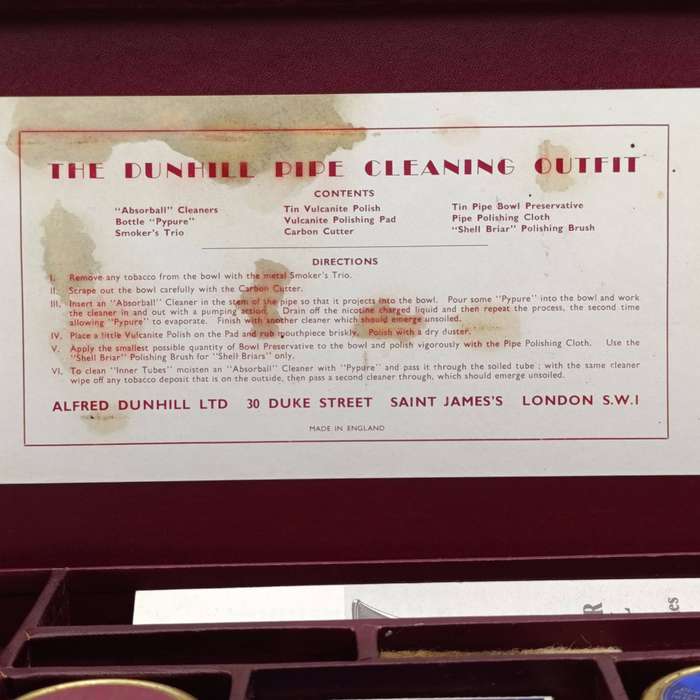 THE DUNHILL PIPE CLEANING OUTFIT
CONTENTS
"Absorball" Cleaners
Bottle "Pypure"
Smoker's Trio
Tin Vulcanite Polish
Vulcanite Polishing Pad
Carbon Cutter
Tin Pipe Bowl Preservative
Pipe Polishing Cloth
"Shell Briar" Polishing Brush
DIRECTIONS
I. Remove any tobacco from the bowl with the metal Smoker's Trio.
II. Scrape out the bowl carefully with the Carbon Cutter.
III. Insert an "Absorball" Cleaner in the stem of the pipe so that it projects into the bowl. Pour some "Pypure" into the bowl and work
the cleaner in and out with a pumping action. Drain off the nicotine charged liquid and then repeat the process, the second time
allowing "Pypure" to evaporate. Finish with another cleaner which should emerge unsoiled.
IV. Place a little Vulcanite Polish on the Pad and rub mouthpiece briskly. Polish with a dry duster.
V. Apply the smallest possible quantity of Bowl Preservative to the bowl and polish vigorously with the Pipe Polishing Cloth. Use the
"Shell Briar" Polishing Brush for "Shell Briars" only.
VI. To clean "Inner Tubes" moisten an "Absorball" Cleaner with "Pypure" and pass it through the soiled tube ; with the same cleaner
wipe off any tobacco deposit that is on the outside, then pass a second cleaner through, which should emerge unsoiled.
ALFRED DUNHILL LTD 30 DUKE STREET SAINT JAMES'S LONDON S.W.1
MADE IN ENGLAND